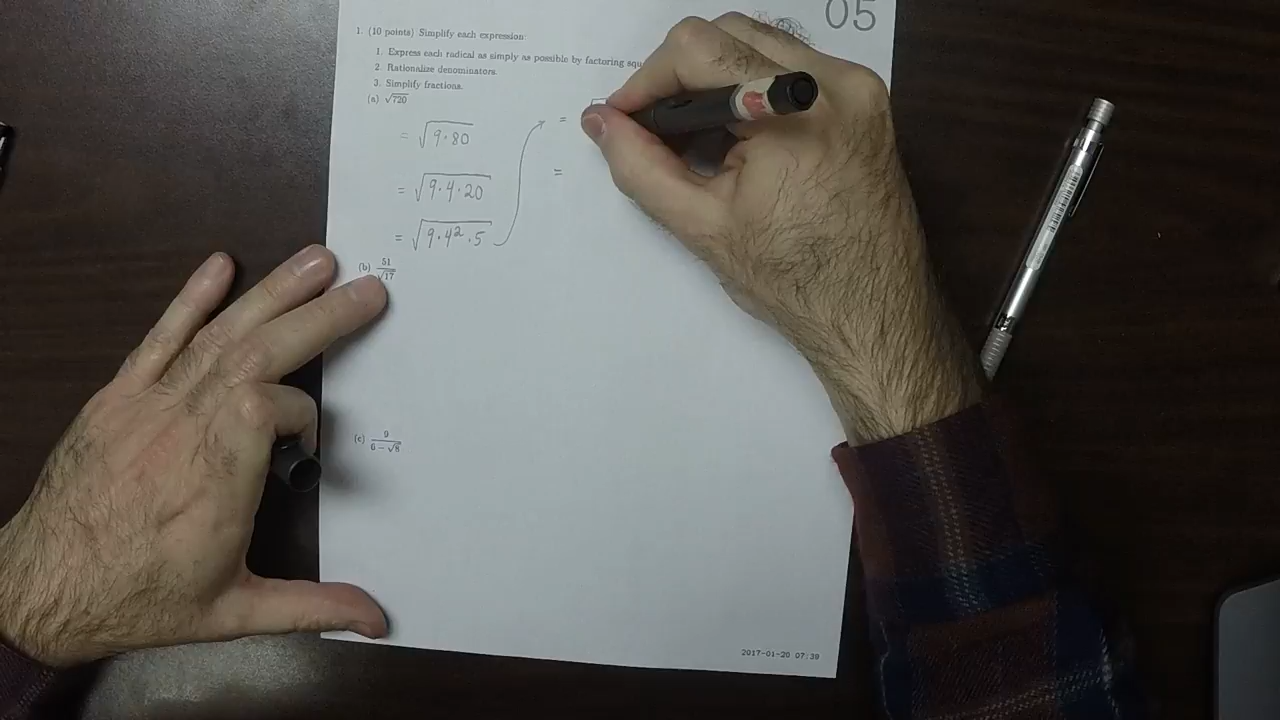 05
1. (10 points) Simplify each expression:
1. Express each radical as simply as possible by factoring squ
2. Rationalize denominators.
3. Simplify fractions.
(a) √720
= √9·80
= √9·4·20
= √9·4²·5
=
=
(b) 51/√17
(c) 9/(6 − √8)
2017-01-20 07:39